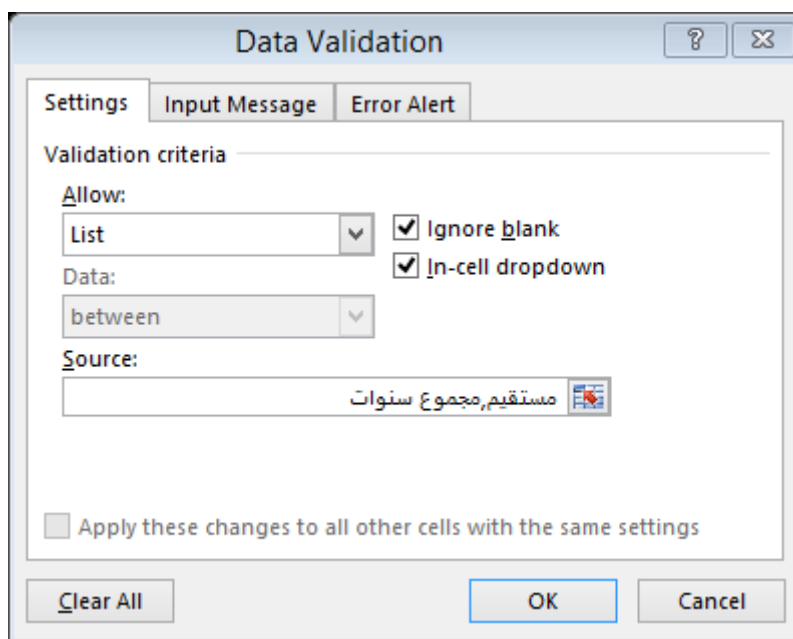 Data Validation
Settings
Input Message
Error Alert
Validation criteria
Allow:
List
Ignore blank
Data:
In-cell dropdown
between
Source:
مستقیم,مجموع سنوات
Apply these changes to all other cells with the same settings
Clear All
OK
Cancel